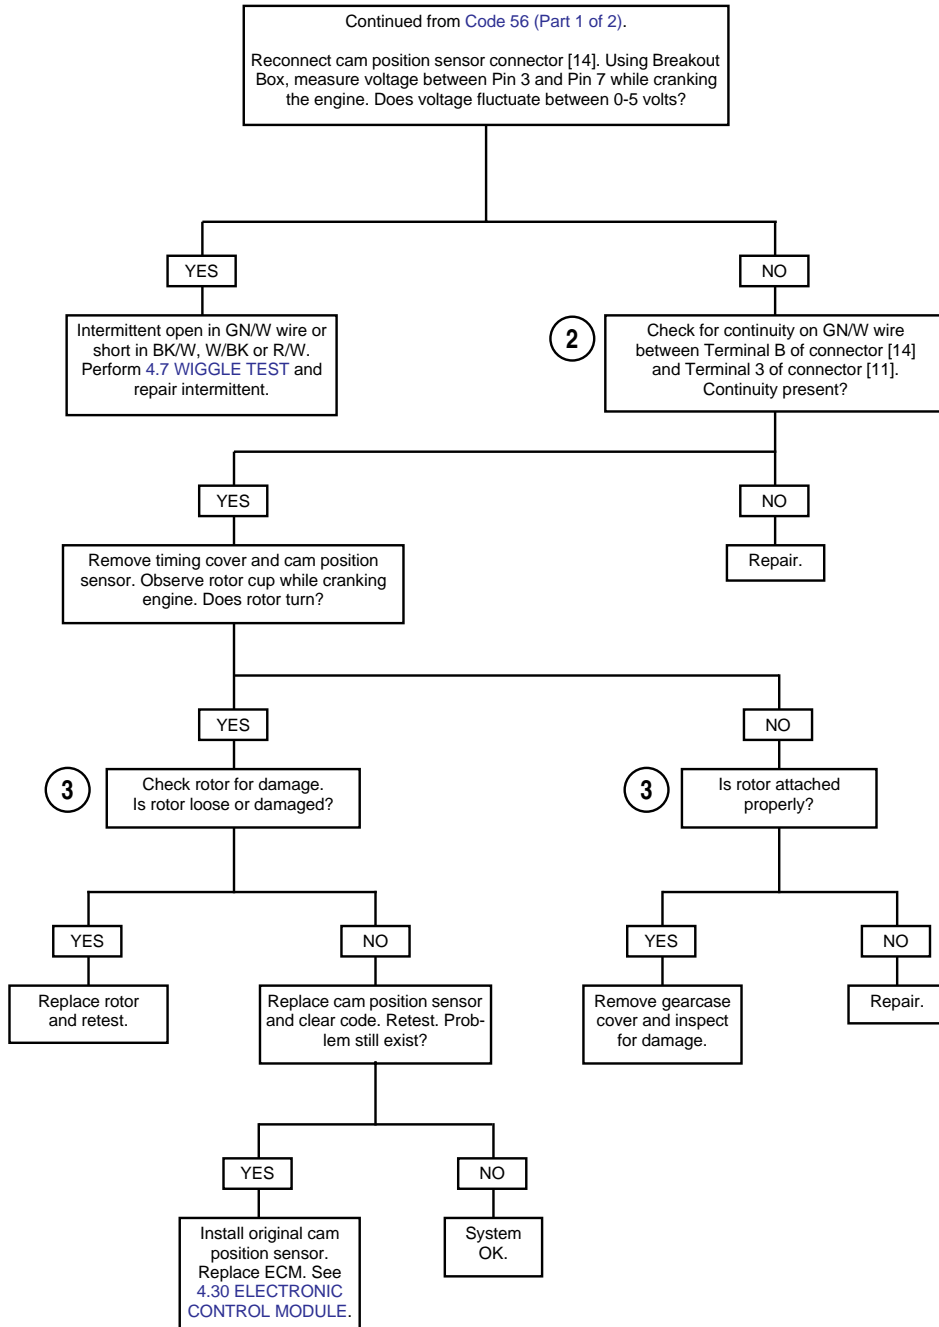 Continued from Code 56 (Part 1 of 2).
Reconnect cam position sensor connector [14]. Using Breakout
Box, measure voltage between Pin 3 and Pin 7 while cranking
the engine. Does voltage fluctuate between 0-5 volts?
YES
NO
Intermittent open in GN/W wire or
short in BK/W, W/BK or R/W.
Perform 4.7 WIGGLE TEST and
repair intermittent.
2
Check for continuity on GN/W wire
between Terminal B of connector [14]
and Terminal 3 of connector [11].
Continuity present?
YES
NO
Remove timing cover and cam position
sensor. Observe rotor cup while cranking
engine. Does rotor turn?
Repair.
YES
NO
3
Check rotor for damage.
Is rotor loose or damaged?
3
Is rotor attached
properly?
YES
NO
YES
NO
Replace rotor
and retest.
Replace cam position sensor
and clear code. Retest. Prob-
lem still exist?
Remove gearcase
cover and inspect
for damage.
Repair.
YES
NO
Install original cam
position sensor.
Replace ECM. See
4.30 ELECTRONIC
CONTROL MODULE.
System
OK.